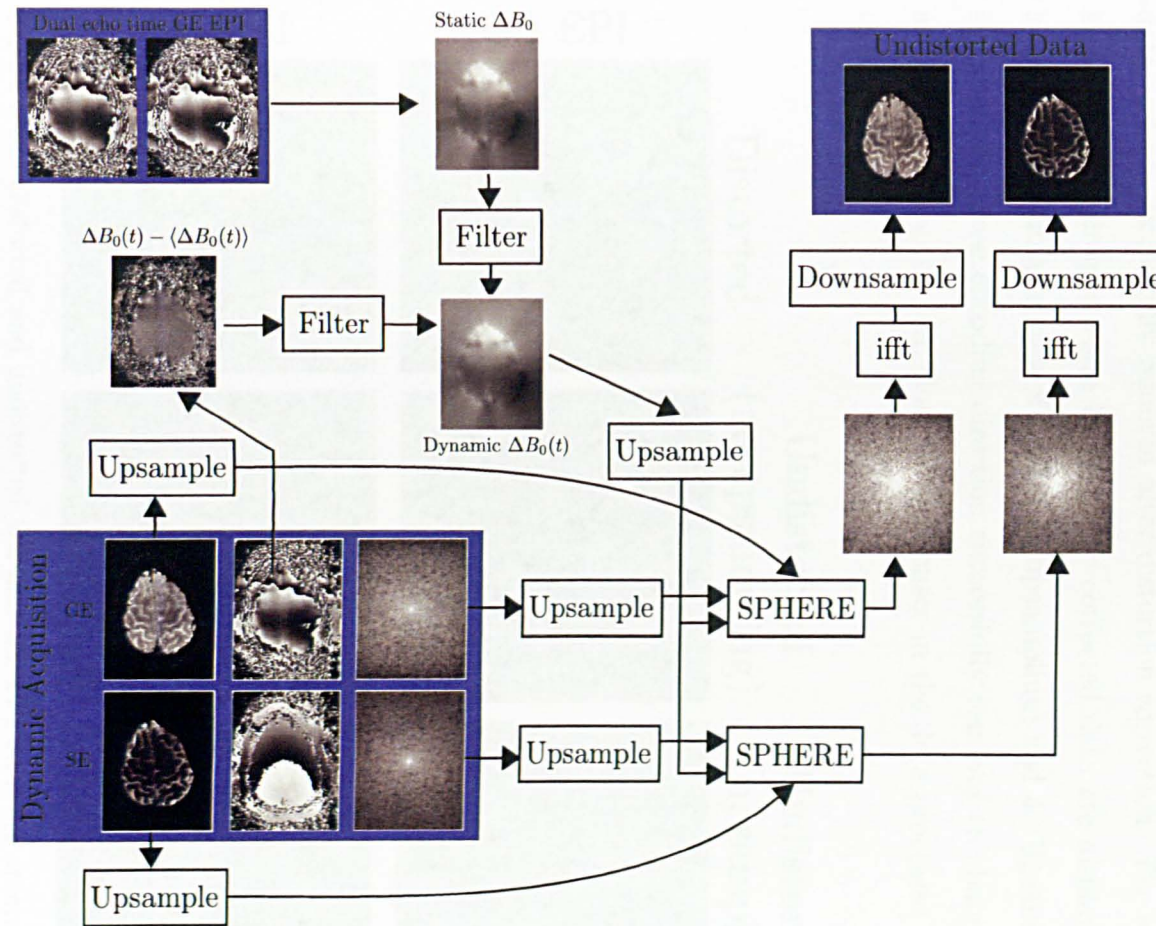 Dual echo time GE EPI
Static ΔB₀
Undistorted Data
ΔB₀(t) − ⟨ΔB₀(t)⟩
Filter
Filter
Dynamic ΔB₀(t)
Downsample
Downsample
ifft
ifft
Upsample
Upsample
Dynamic Acquisition
GE
SE
Upsample
SPHERE
Upsample
SPHERE
Upsample